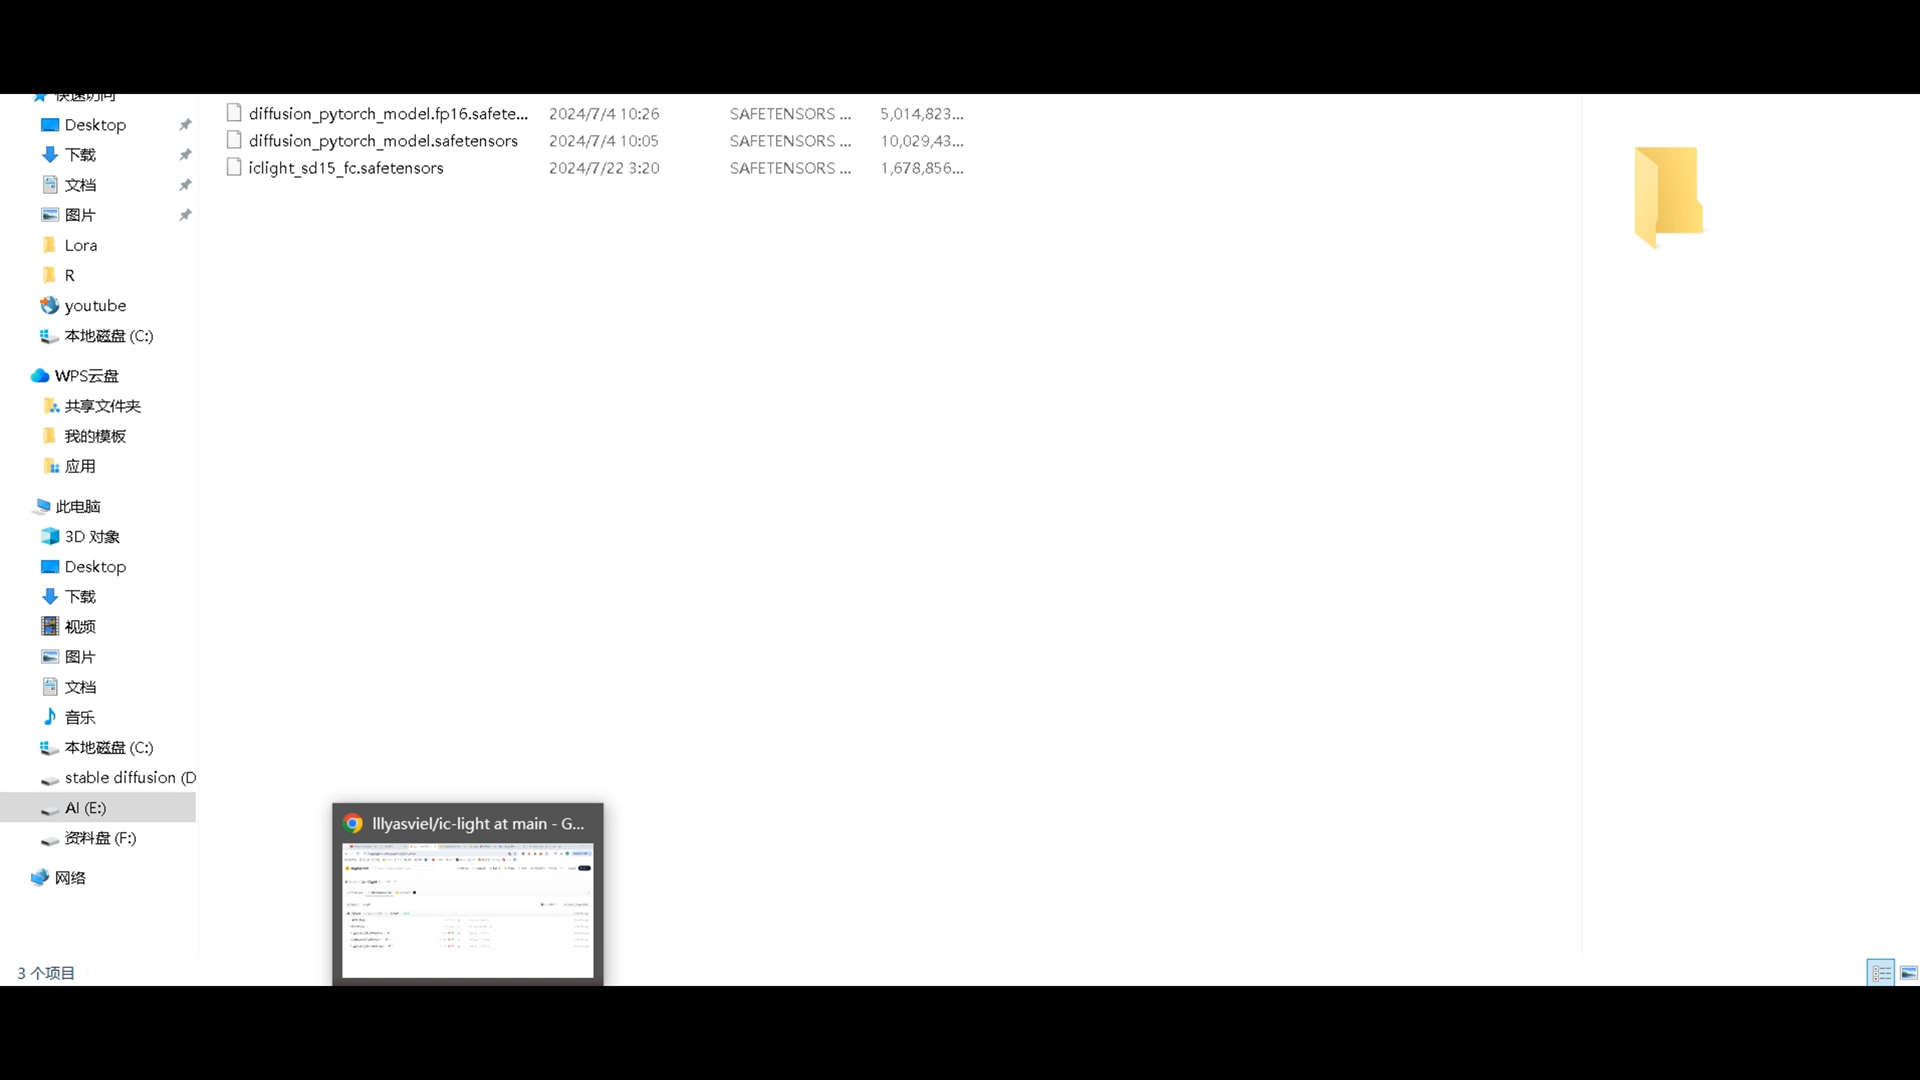 快速访问
Desktop
下载
文档
图片
Lora
R
youtube
本地磁盘 (C:)
WPS云盘
共享文件夹
我的模板
应用
此电脑
3D 对象
Desktop
下载
视频
图片
文档
音乐
本地磁盘 (C:)
stable diffusion (D
AI (E:)
资料盘 (F:)
网络
3 个项目
diffusion_pytorch_model.fp16.safete... 2024/7/4 10:26 SAFETENSORS ... 5,014,823...
diffusion_pytorch_model.safetensors 2024/7/4 10:05 SAFETENSORS ... 10,029,43...
iclight_sd15_fc.safetensors 2024/7/22 3:20 SAFETENSORS ... 1,678,856...
lllyasviel/ic-light at main - G...